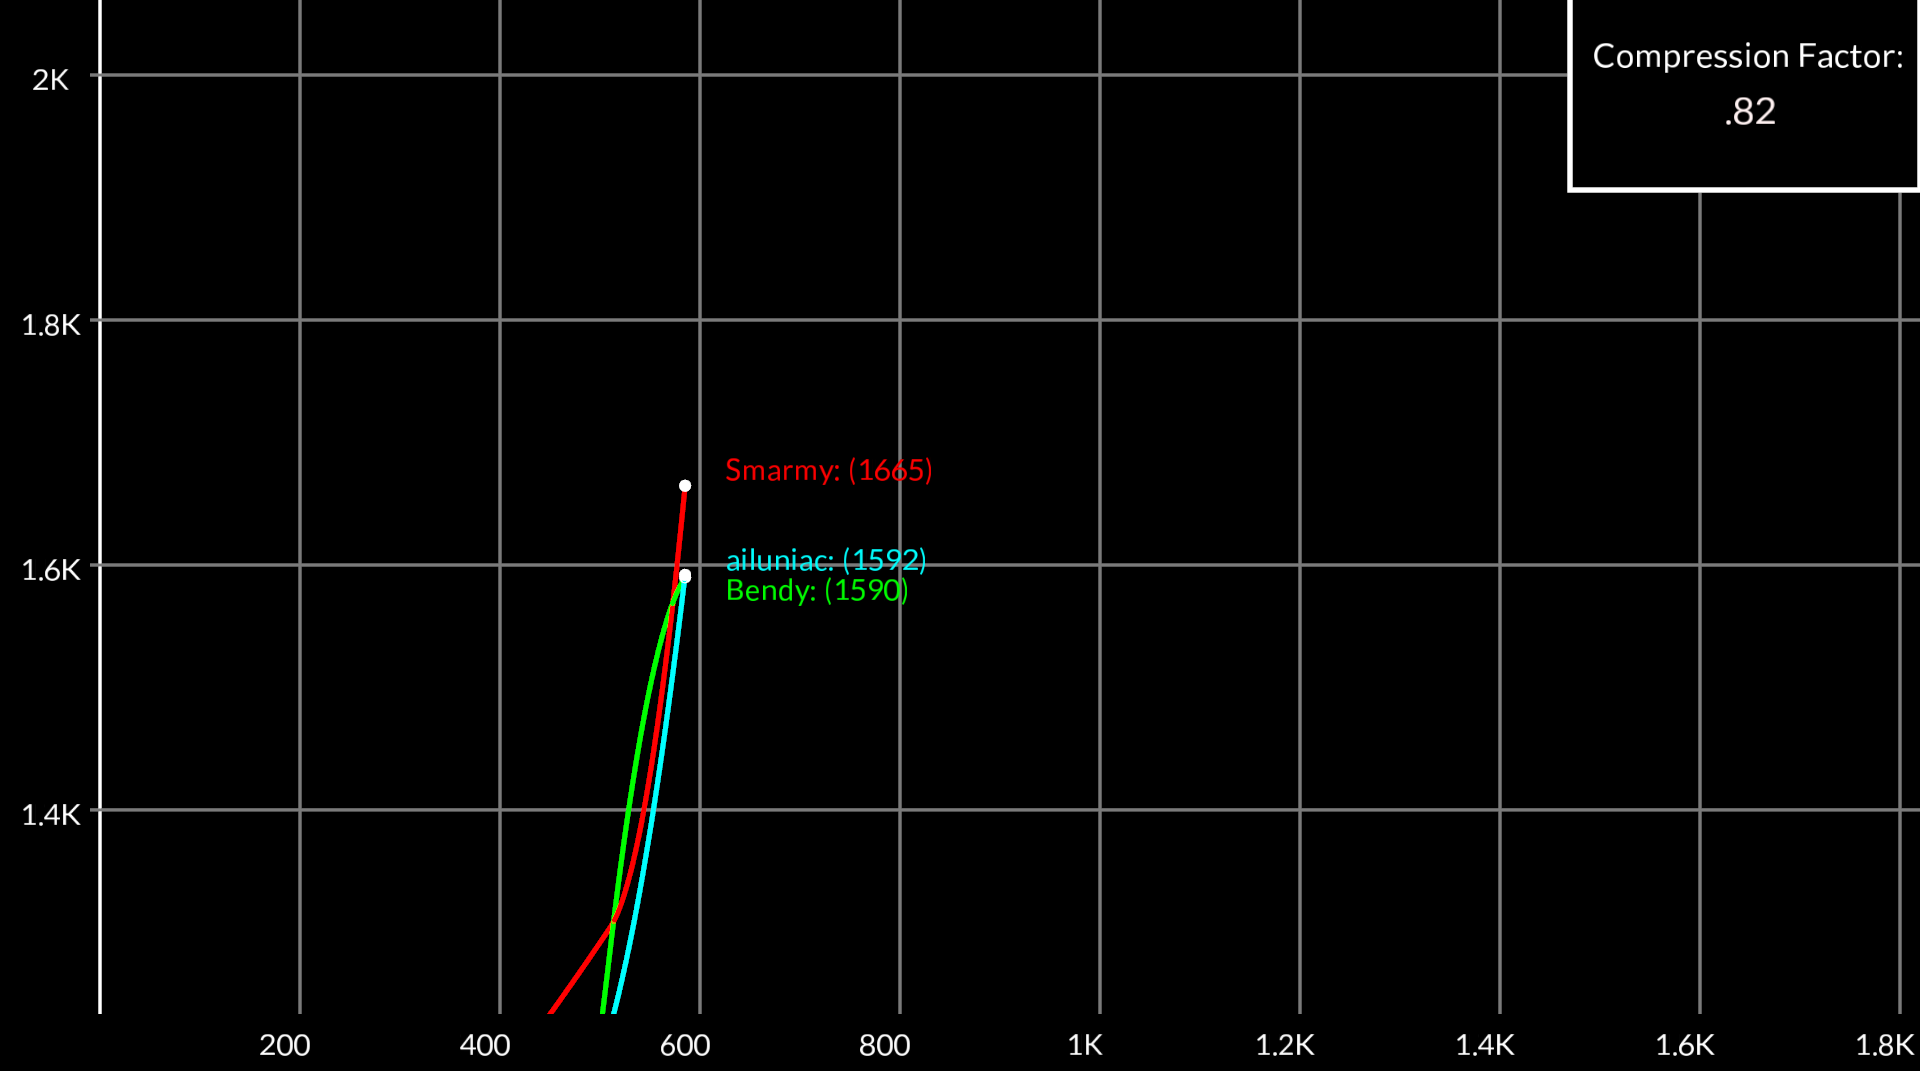 Compression Factor:
.82
2K
1.8K
1.6K
1.4K
Smarmy: (1665)
ailuniac: (1592)
Bendy: (1590)
200
400
600
800
1K
1.2K
1.4K
1.6K
1.8K